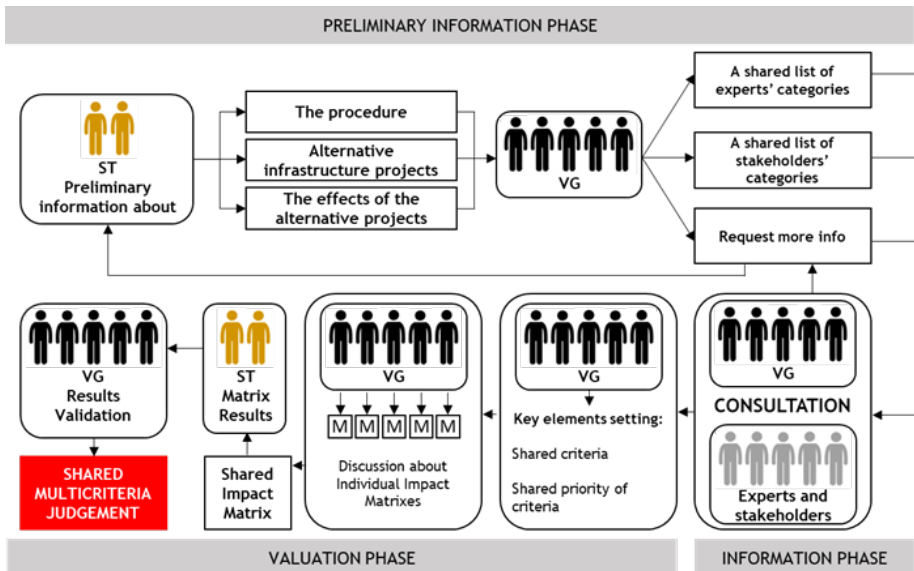 PRELIMINARY INFORMATION PHASE
ST
Preliminary
information about
The procedure
Alternative
infrastructure projects
The effects of the
alternative projects
VG
A shared list of
experts' categories
A shared list of
stakeholders'
categories
Request more info
VG
Results
Validation
SHARED
MULTICRITERIA
JUDGEMENT
ST
Matrix
Results
Shared
Impact
Matrix
VG
M M M M M
Discussion about
Individual Impact
Matrixes
VG
Key elements setting:
Shared criteria
Shared priority of
criteria
VG
CONSULTATION
Experts and
stakeholders
VALUATION PHASE
INFORMATION PHASE